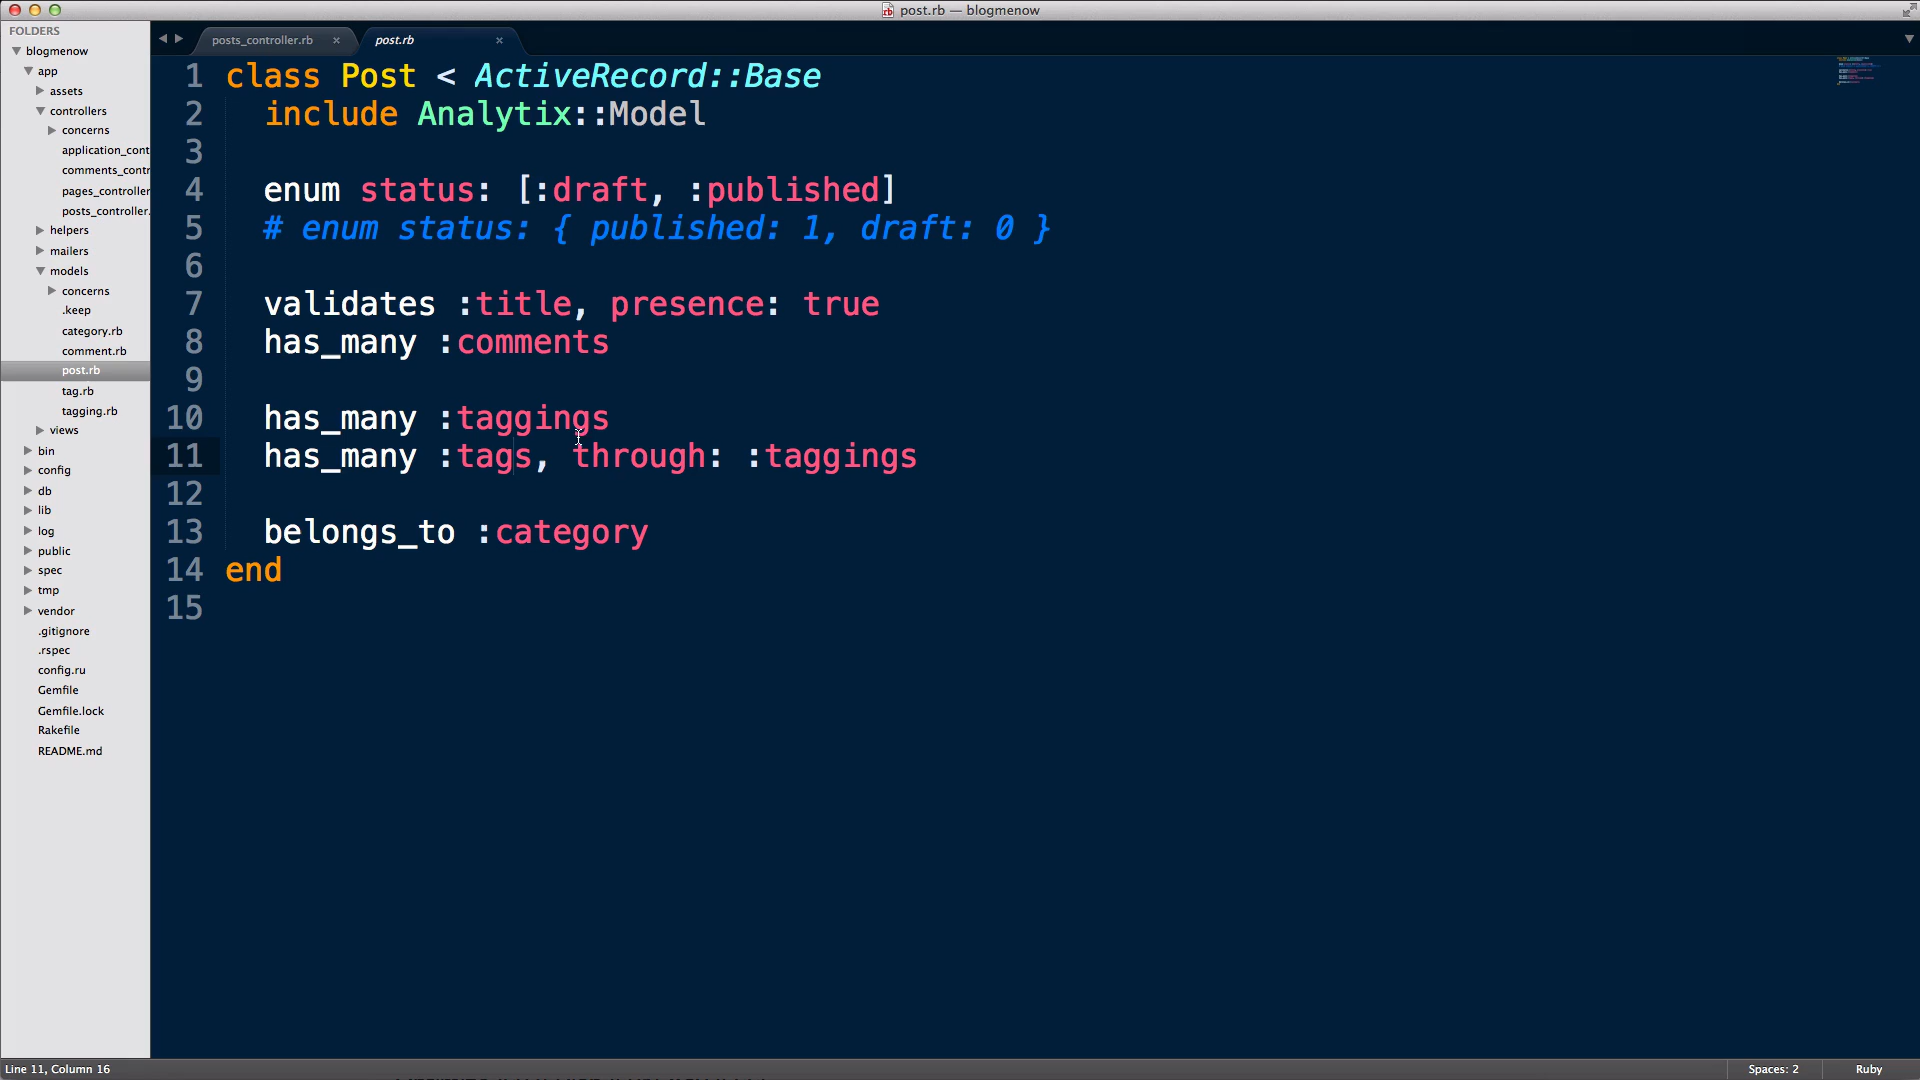 post.rb — blogmenow
FOLDERS
blogmenow
app
assets
controllers
concerns
application_cont
comments_contr
pages_controller
posts_controller.
helpers
mailers
models
concerns
.keep
category.rb
comment.rb
post.rb
tag.rb
tagging.rb
views
bin
config
db
lib
log
public
spec
tmp
vendor
.gitignore
.rspec
config.ru
Gemfile
Gemfile.lock
Rakefile
README.md
posts_controller.rb × post.rb ×
1 class Post < ActiveRecord::Base
2 include Analytix::Model
3
4 enum status: [:draft, :published]
5 # enum status: { published: 1, draft: 0 }
6
7 validates :title, presence: true
8 has_many :comments
9
10 has_many :taggings
11 has_many :tags, through: :taggings
12
13 belongs_to :category
14 end
15
Line 11, Column 16
Spaces: 2
Ruby